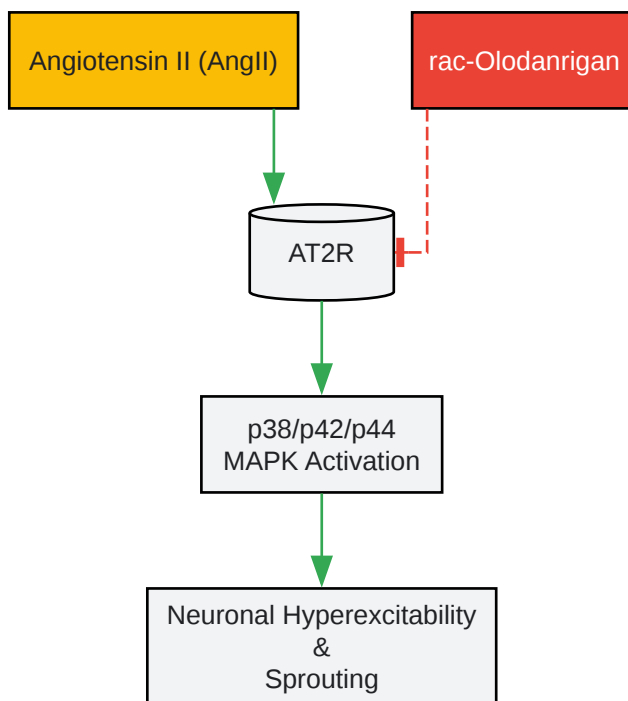 Angiotensin II (AngII)
rac-Olodanrigan
AT2R
p38/p42/p44
MAPK Activation
Neuronal Hyperexcitability
&
Sprouting